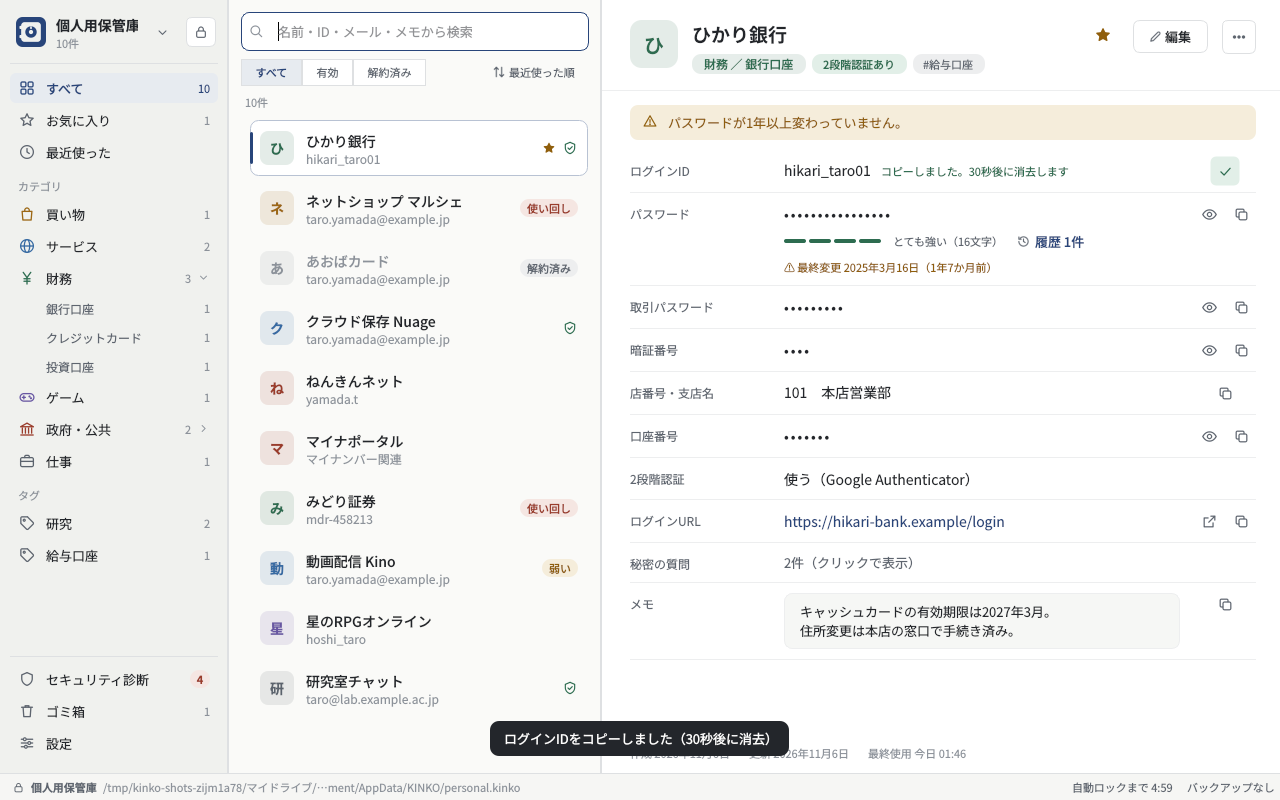 個人用保管庫
10件
すべて 10
お気に入り 1
最近使った
カテゴリ
買い物 1
サービス 2
財務 3
銀行口座 1
クレジットカード 1
投資口座 1
ゲーム 1
政府・公共 2
仕事 1
タグ
研究 2
給与口座 1
セキュリティ診断 4
ゴミ箱 1
設定
名前・ID・メール・メモから検索
すべて 有効 解約済み 最近使った順
10件
ひ ひかり銀行
hikari_taro01
ネ ネットショップ マルシェ 使い回し
taro.yamada@example.jp
あ あおばカード 解約済み
taro.yamada@example.jp
ク クラウド保存 Nuage
taro.yamada@example.jp
ね ねんきんネット
yamada.t
マ マイナポータル
マイナンバー関連
み みどり証券 使い回し
mdr-458213
動 動画配信 Kino 弱い
taro.yamada@example.jp
星 星のRPGオンライン
hoshi_taro
研 研究室チャット
taro@lab.example.ac.jp
ひ ひかり銀行 編集
財務 ／ 銀行口座 2段階認証あり #給与口座
パスワードが1年以上変わっていません。
ログインID hikari_taro01 コピーしました。30秒後に消去します
パスワード ••••••••••••••••
とても強い（16文字） 履歴 1件
最終変更 2025年3月16日（1年7か月前）
取引パスワード •••••••••
暗証番号 ••••
店番号・支店名 101 本店営業部
口座番号 •••••••
2段階認証 使う（Google Authenticator）
ログインURL https://hikari-bank.example/login
秘密の質問 2件（クリックで表示）
メモ キャッシュカードの有効期限は2027年3月。
住所変更は本店の窓口で手続き済み。
ログインIDをコピーしました（30秒後に消去）
026年11月6日 最終使用 今日 01:46
個人用保管庫 /tmp/kinko-shots-zijm1a78/マイドライブ/…ment/AppData/KINKO/personal.kinko 自動ロックまで 4:59 バックアップなし